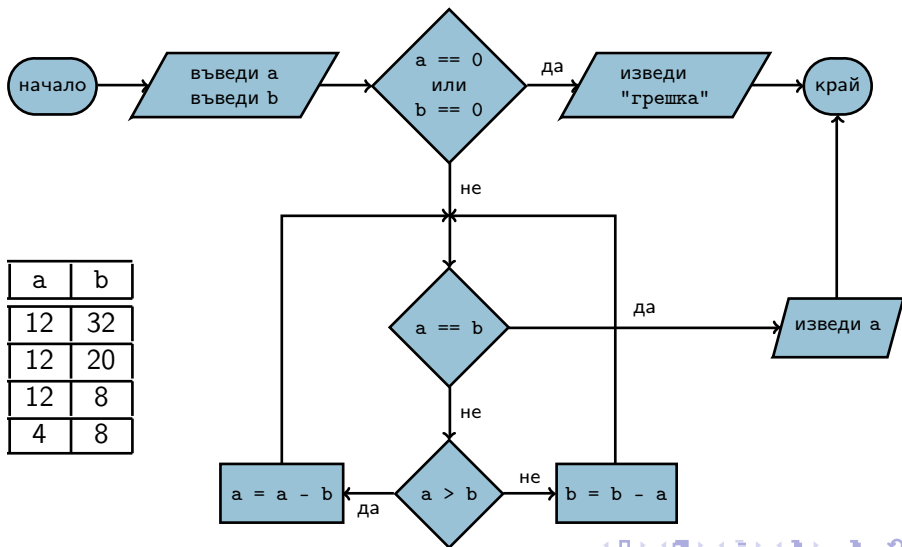 начало
въведи a
въведи b
a == 0
или
b == 0
да
изведи
"грешка"
край
не
a == b
да
изведи a
не
a > b
да
a = a - b
не
b = b - a
a b
12 32
12 20
12 8
4 8